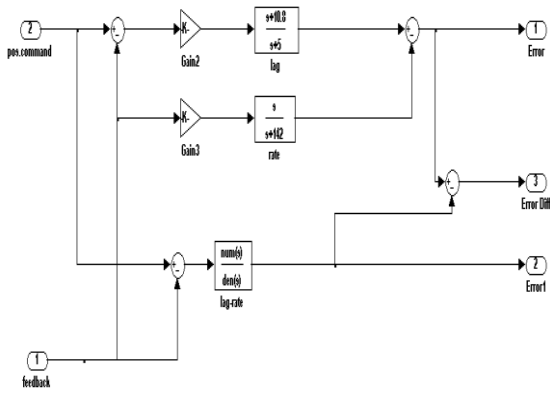 2
pos.command
+
-
-K-
Gain2
s+10.8
s+5
lag
+
-
1
Error
-K-
Gain3
s
s+142
rate
+
-
3
Error Diff
+
-
num(s)
den(s)
lag-rate
2
Error1
1
feedback